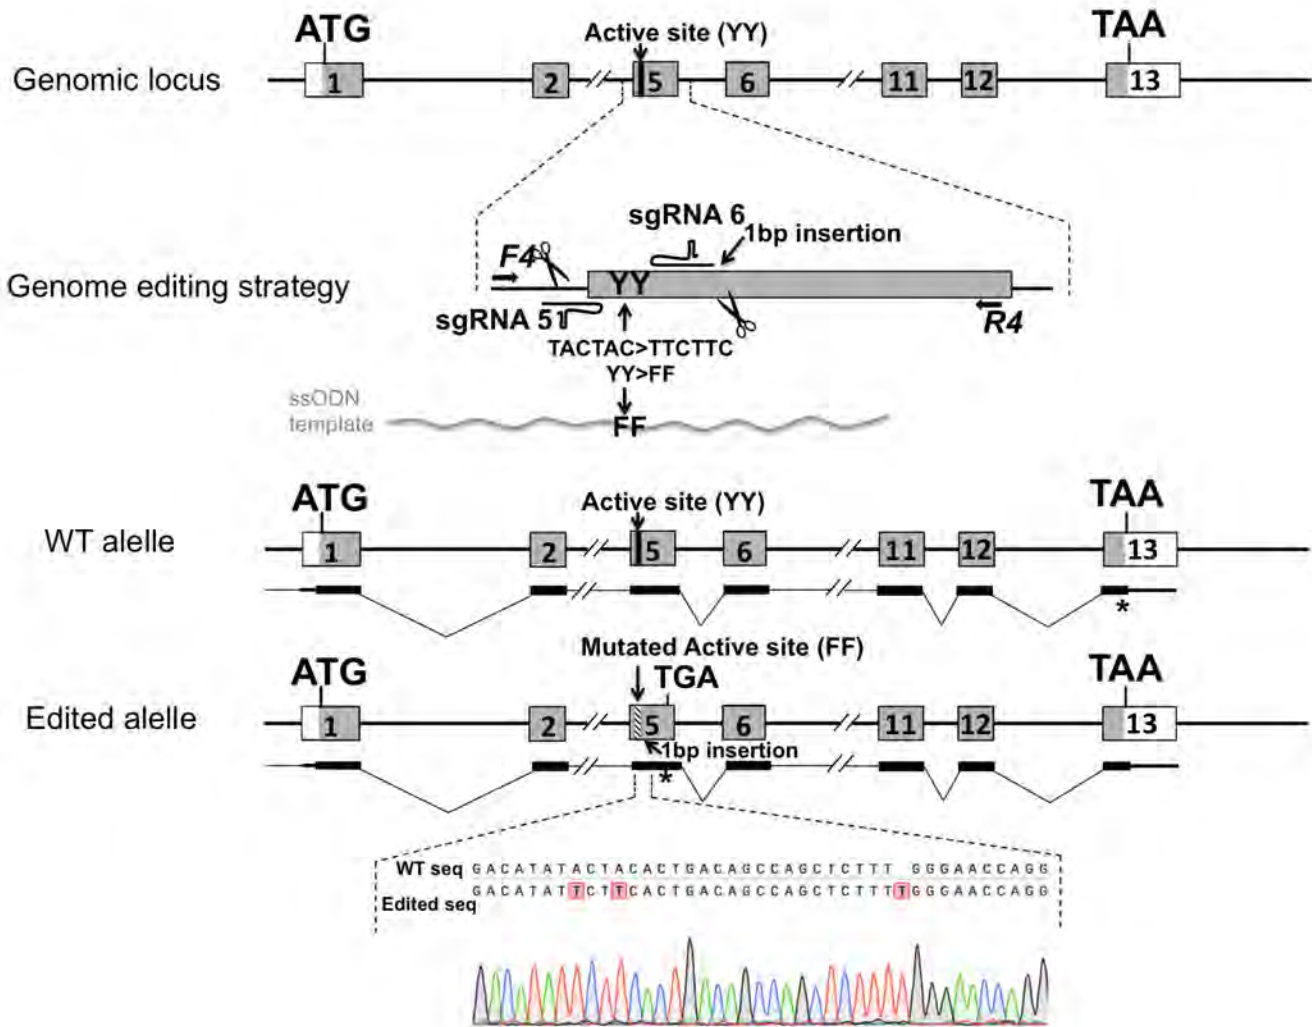 ATG
Active site (YY)
TAA
Genomic locus
1 2 5 6 11 12 13
sgRNA 6
1bp insertion
F4
YY
Genome editing strategy
sgRNA 5
R4
TACTAC>TTCTTC
YY>FF
ssODN
template
FF
ATG
Active site (YY)
TAA
WT alelle
1 2 5 6 11 12 13
*
Mutated Active site (FF)
ATG
TGA
TAA
Edited alelle
1 2 5 6 11 12 13
1bp insertion
*
WT seq GACATATACTACACTGACAGCCAGCTCTTT GGGAACCAGG
Edited seq GACATATTCTTCACTGACAGCCAGCTCTTTTGGGAACCAGG